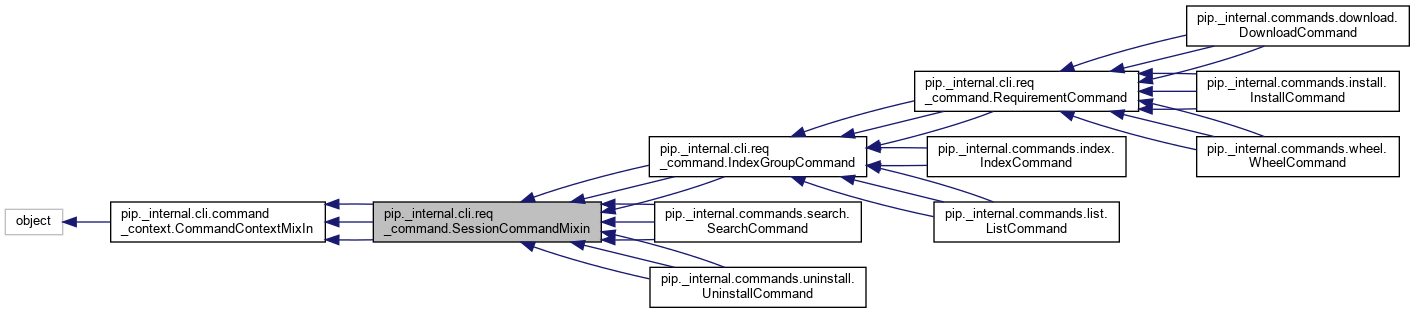 pip._internal.commands.download.
DownloadCommand
pip._internal.cli.req
_command.RequirementCommand
pip._internal.commands.install.
InstallCommand
pip._internal.cli.req
_command.IndexGroupCommand
pip._internal.commands.index.
IndexCommand
pip._internal.commands.wheel.
WheelCommand
object
pip._internal.cli.command
_context.CommandContextMixIn
pip._internal.cli.req
_command.SessionCommandMixin
pip._internal.commands.search.
SearchCommand
pip._internal.commands.list.
ListCommand
pip._internal.commands.uninstall.
UninstallCommand